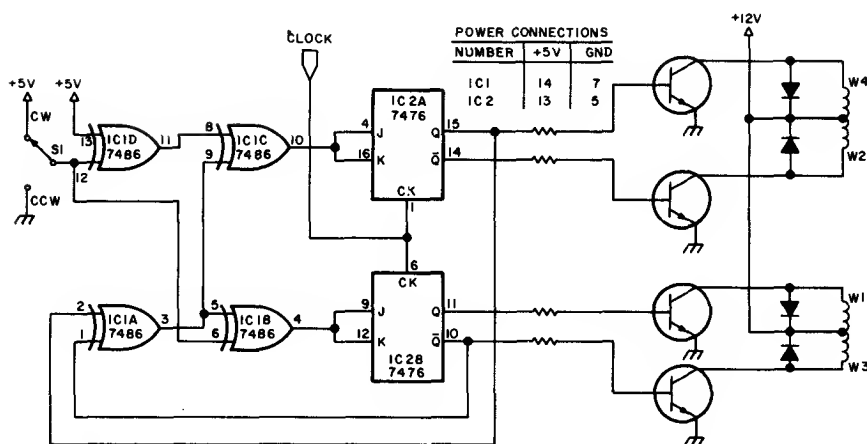 CLOCK
POWER CONNECTIONS
NUMBER +5V GND
IC1 14 7
IC2 13 5
+12V
+5V +5V
CW
S1
CCW
13
12
IC1D
7486
11
8
9
IC1C
7486
10
4
16
IC2A
7476
J
K
Q
Q̅
CK
15
14
1
W4
W2
2
1
IC1A
7486
3
5
6
IC1B
7486
4
9
12
6
CK
J
K
Q
Q̅
IC2B
7476
11
10
W1
W3